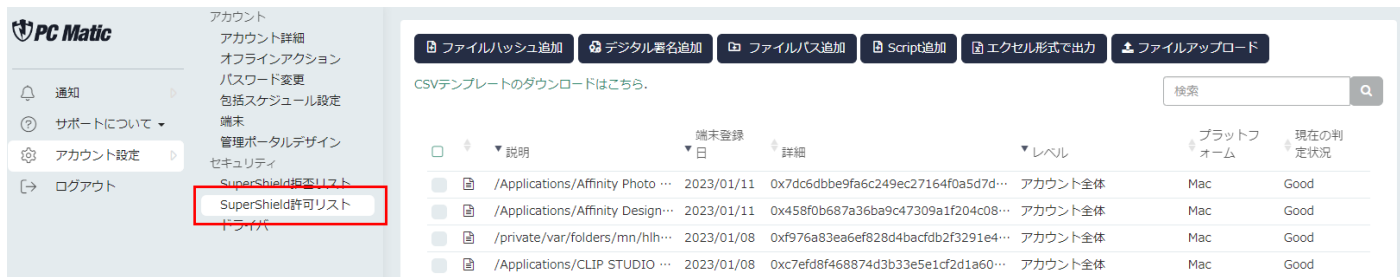 PC Matic
通知
サポートについて
アカウント設定
ログアウト
アカウント
アカウント詳細
オフラインアクション
パスワード変更
包括スケジュール設定
端末
管理ポータルデザイン
セキュリティ
SuperShield拒否リスト
SuperShield許可リスト
ドライバ
ファイルハッシュ追加 デジタル署名追加 ファイルパス追加 Script追加 エクセル形式で出力 ファイルアップロード
CSVテンプレートのダウンロードはこちら.
検索
説明 端末登録日 詳細 レベル プラットフォーム 現在の判定状況
/Applications/Affinity Photo … 2023/01/11 0x7dc6dbbe9fa6c249ec27164f0a5d7d… アカウント全体 Mac Good
/Applications/Affinity Design… 2023/01/11 0x458f0b687a36ba9c47309a1f204c08… アカウント全体 Mac Good
/private/var/folders/mn/hlh… 2023/01/08 0xf976a83ea6ef828d4bacfdb2f3291e4… アカウント全体 Mac Good
/Applications/CLIP STUDIO … 2023/01/08 0xc7efd8f468874d3b33e5e1cf2d1a60… アカウント全体 Mac Good